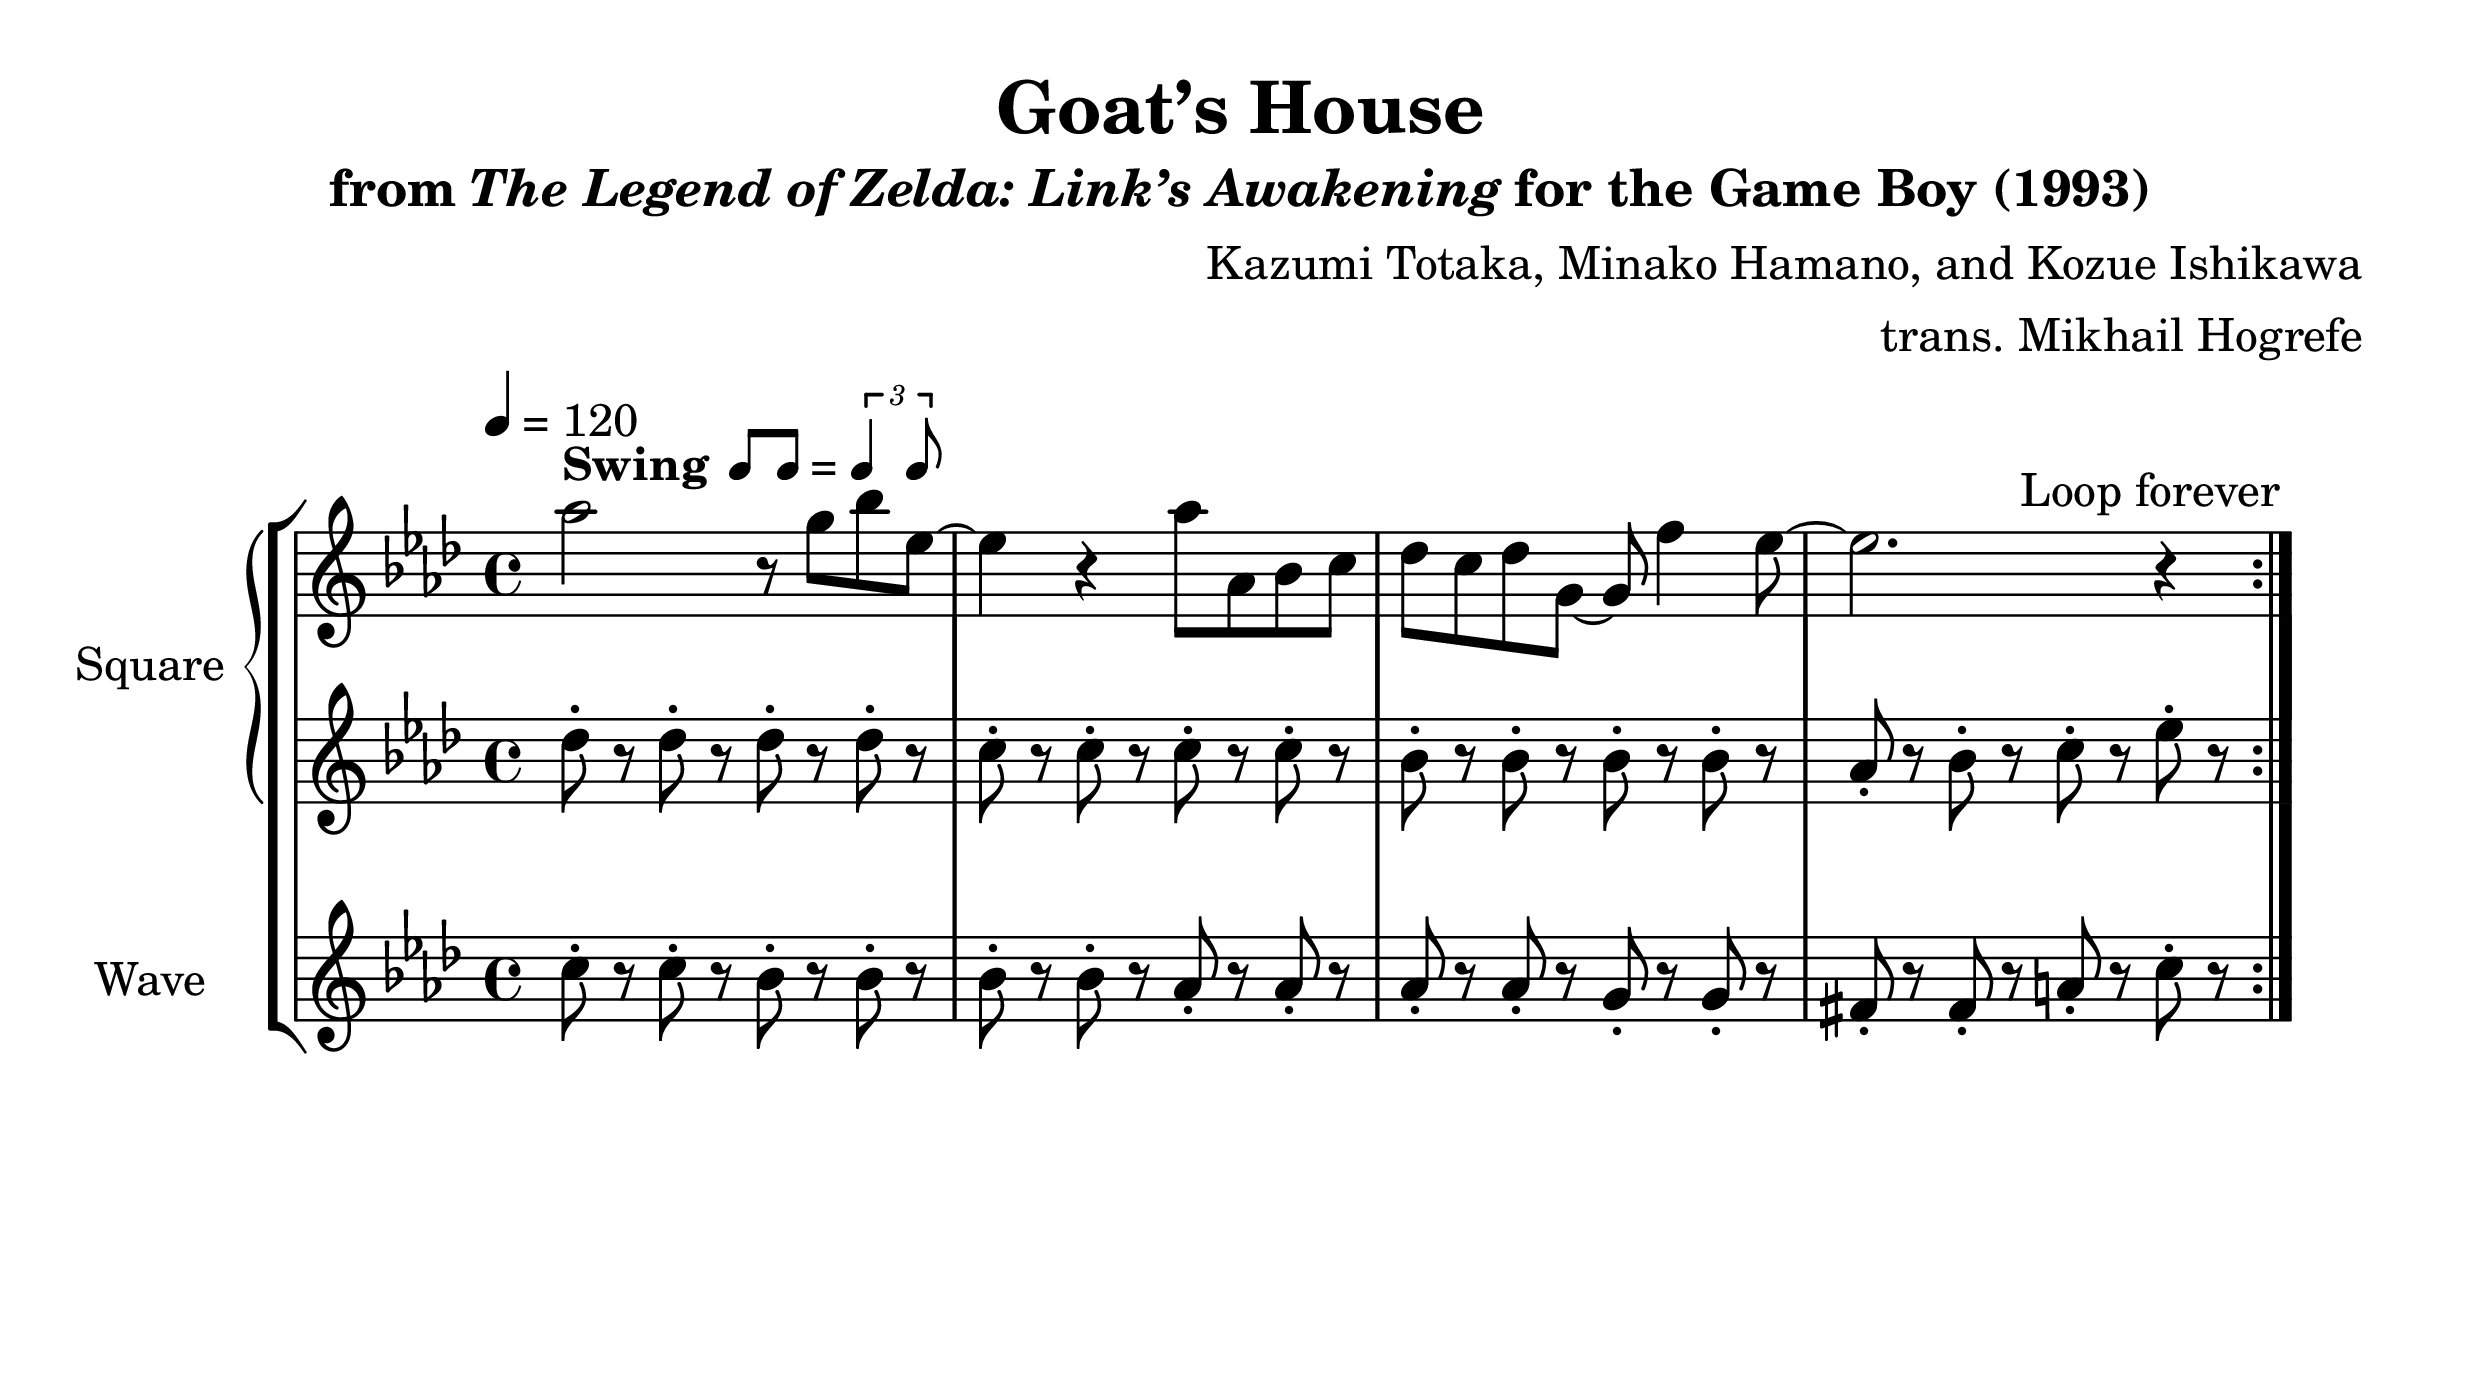 Goat’s House
from The Legend of Zelda: Link’s Awakening for the Game Boy (1993)
Kazumi Totaka, Minako Hamano, and Kozue Ishikawa
trans. Mikhail Hogrefe
= 120
Swing = 3
Loop forever
Square
Wave